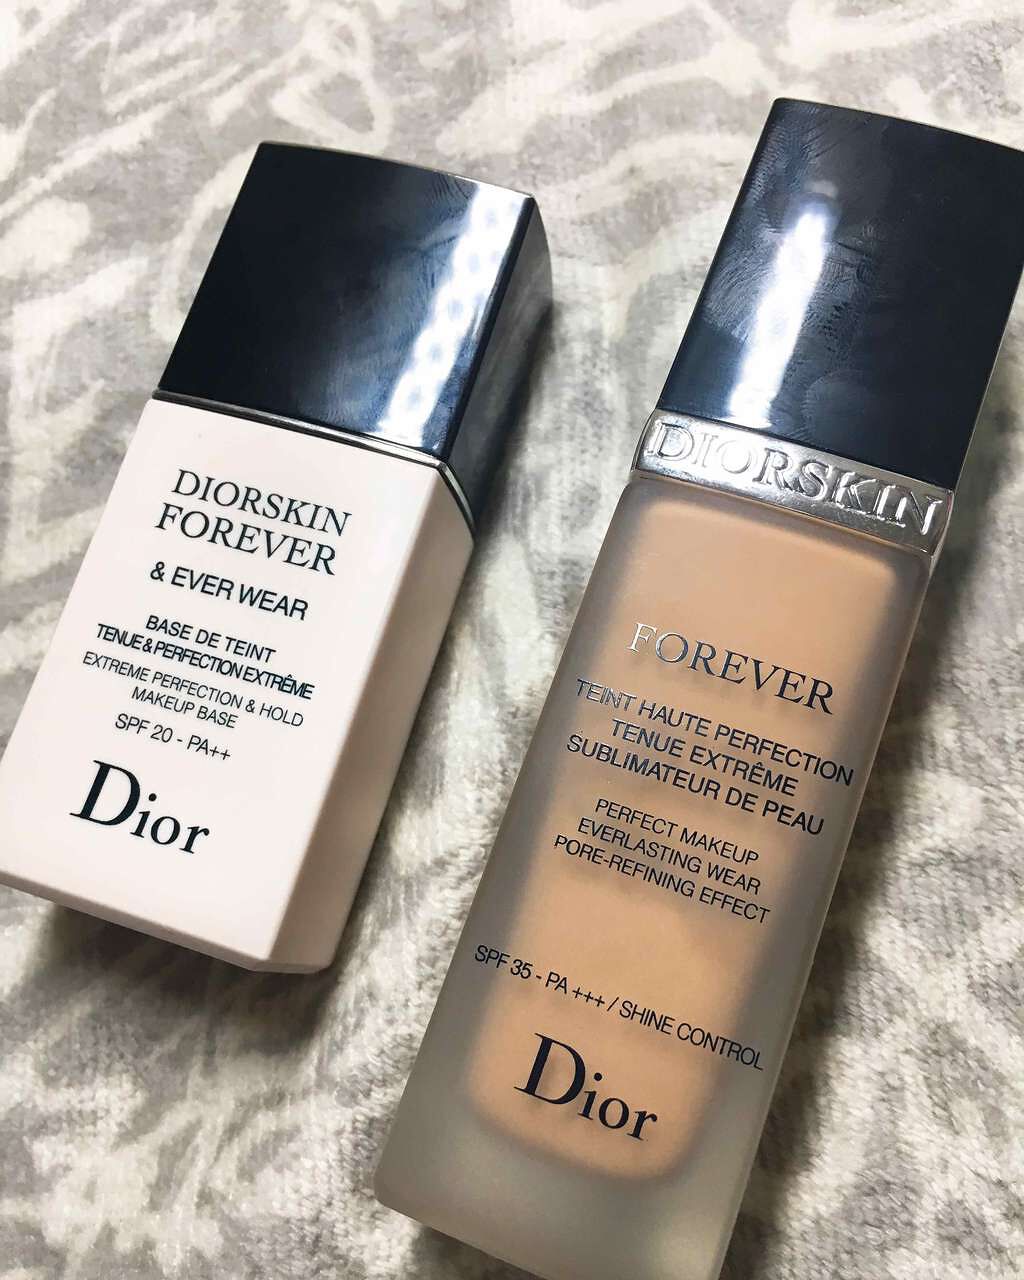 DIORSKIN
FOREVER
& EVER WEAR
BASE DE TEINT
TENUE & PERFECTION EXTRÊME
EXTREME PERFECTION & HOLD
MAKEUP BASE
SPF 20 - PA++
Dior
DIORSKIN
FOREVER
TEINT HAUTE PERFECTION
TENUE EXTRÊME
SUBLIMATEUR DE PEAU
PERFECT MAKEUP
EVERLASTING WEAR
PORE-REFINING EFFECT
SPF 35 - PA +++ / SHINE CONTROL
Dior